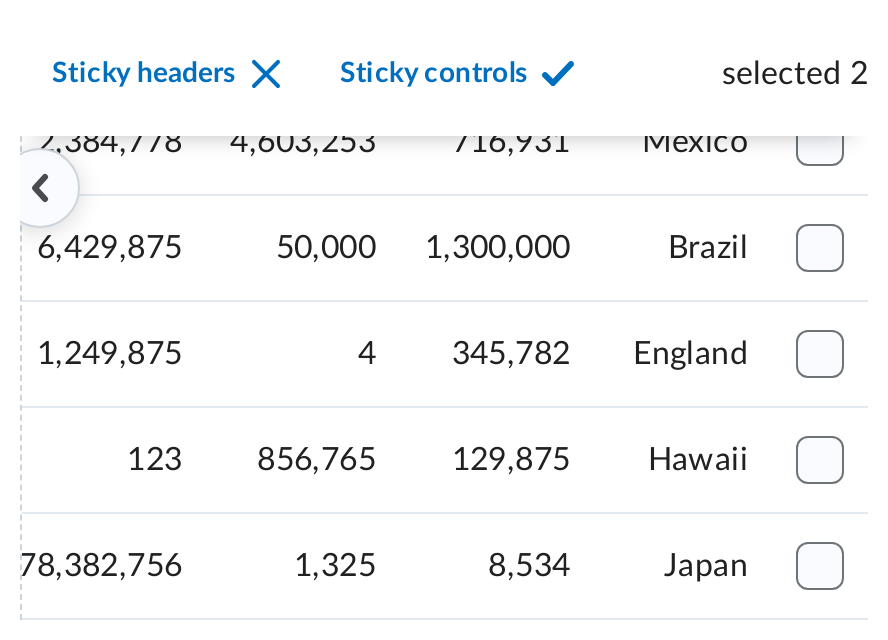 Sticky headers Sticky controls selected 2
2,384,778 4,603,253 716,931 Mexico
6,429,875 50,000 1,300,000 Brazil
1,249,875 4 345,782 England
123 856,765 129,875 Hawaii
78,382,756 1,325 8,534 Japan